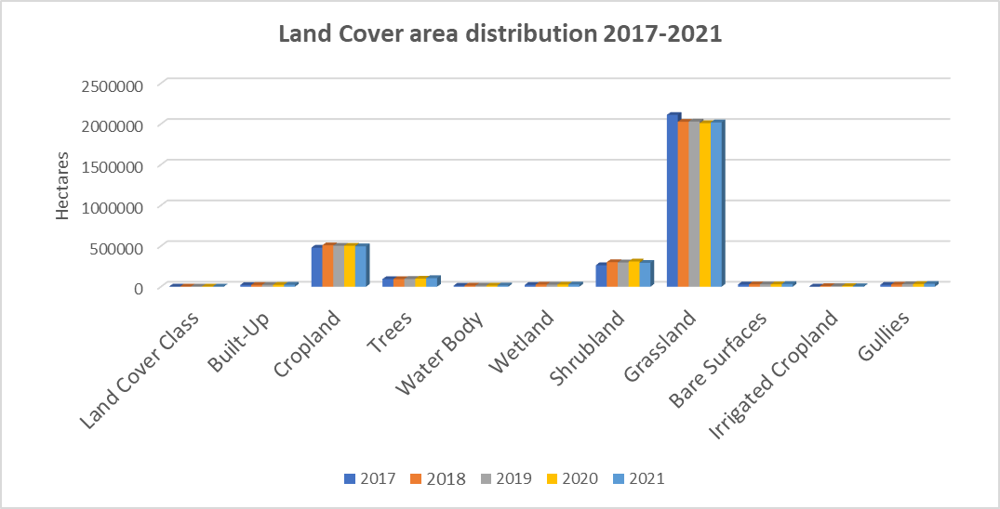 Land Cover area distribution 2017-2021
Hectares
2500000
2000000
1500000
1000000
500000
0
Land Cover Class
Built-Up
Cropland
Trees
Water Body
Wetland
Shrubland
Grassland
Bare Surfaces
Irrigated Cropland
Gullies
2017 2018 2019 2020 2021